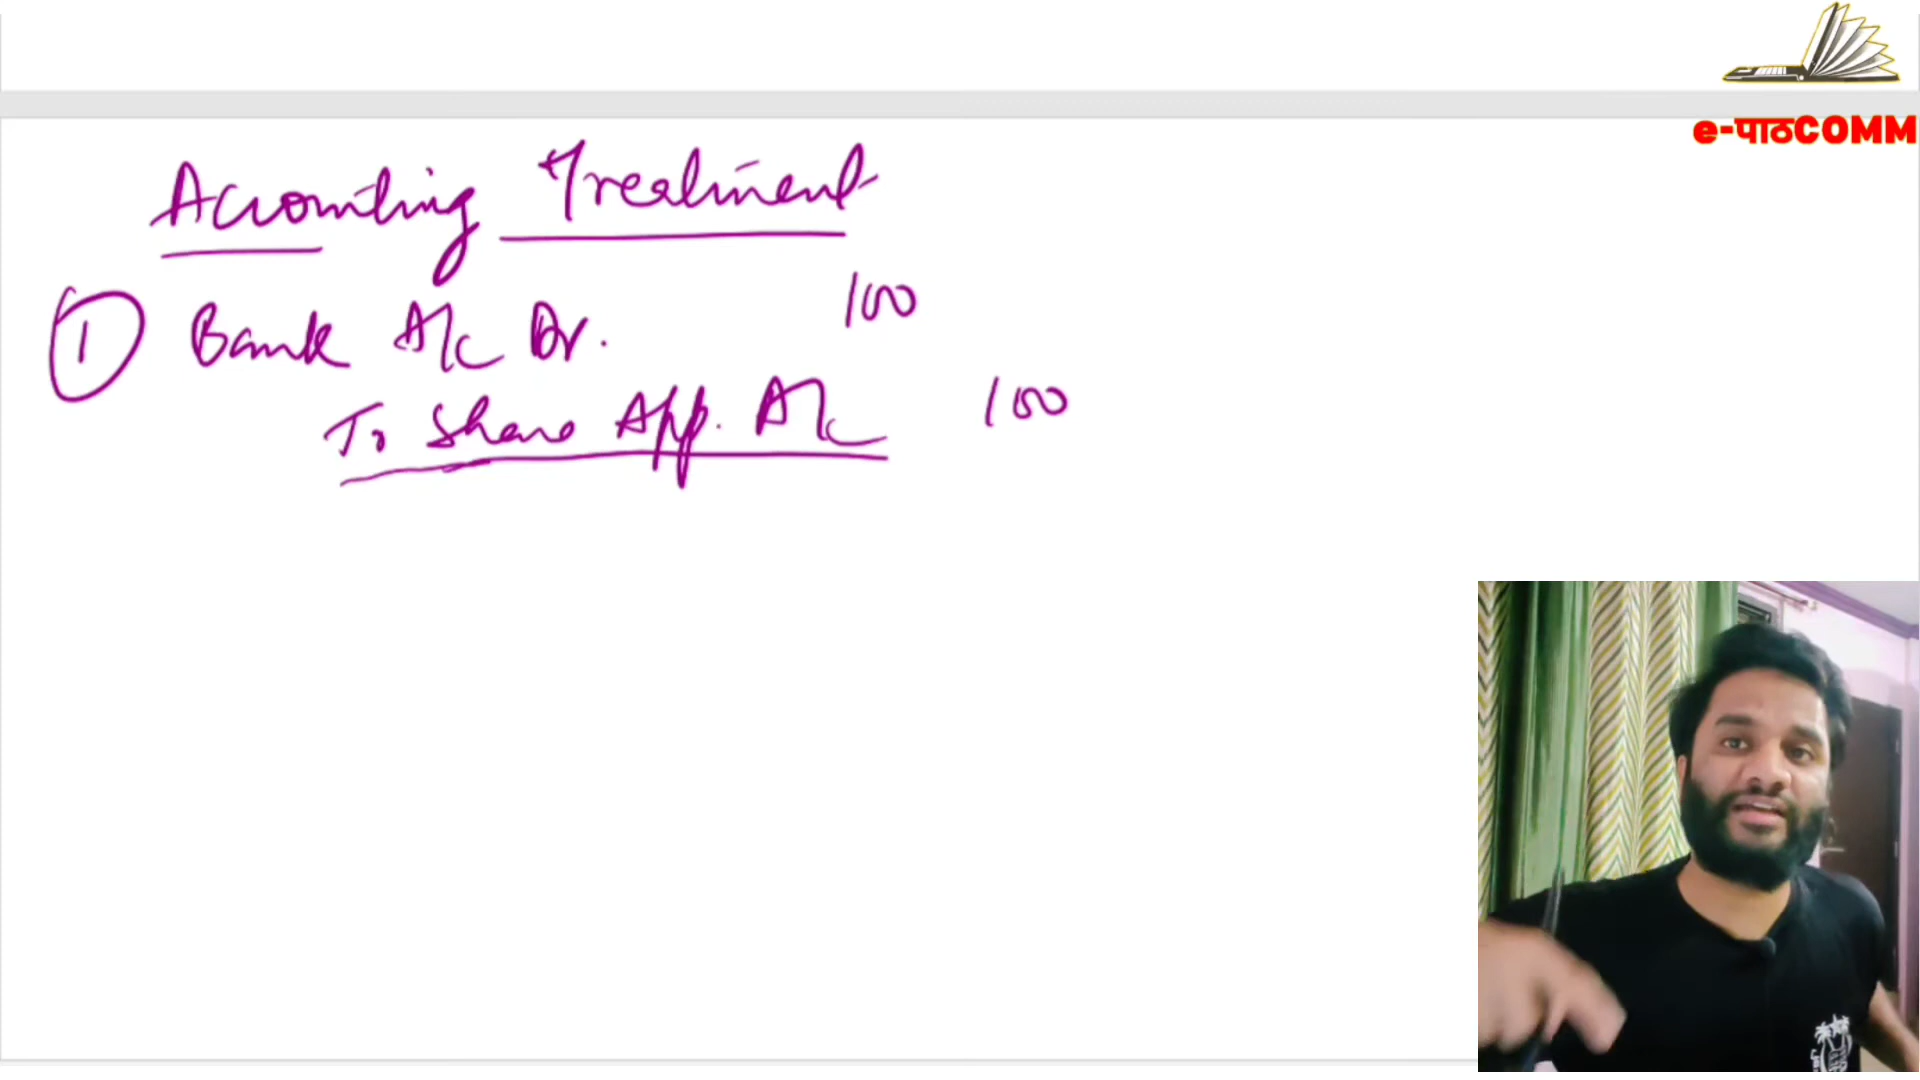 e-पाठCOMM
Accounting Treatment
① Bank A/c Dr. 100
To Share App. A/c 100